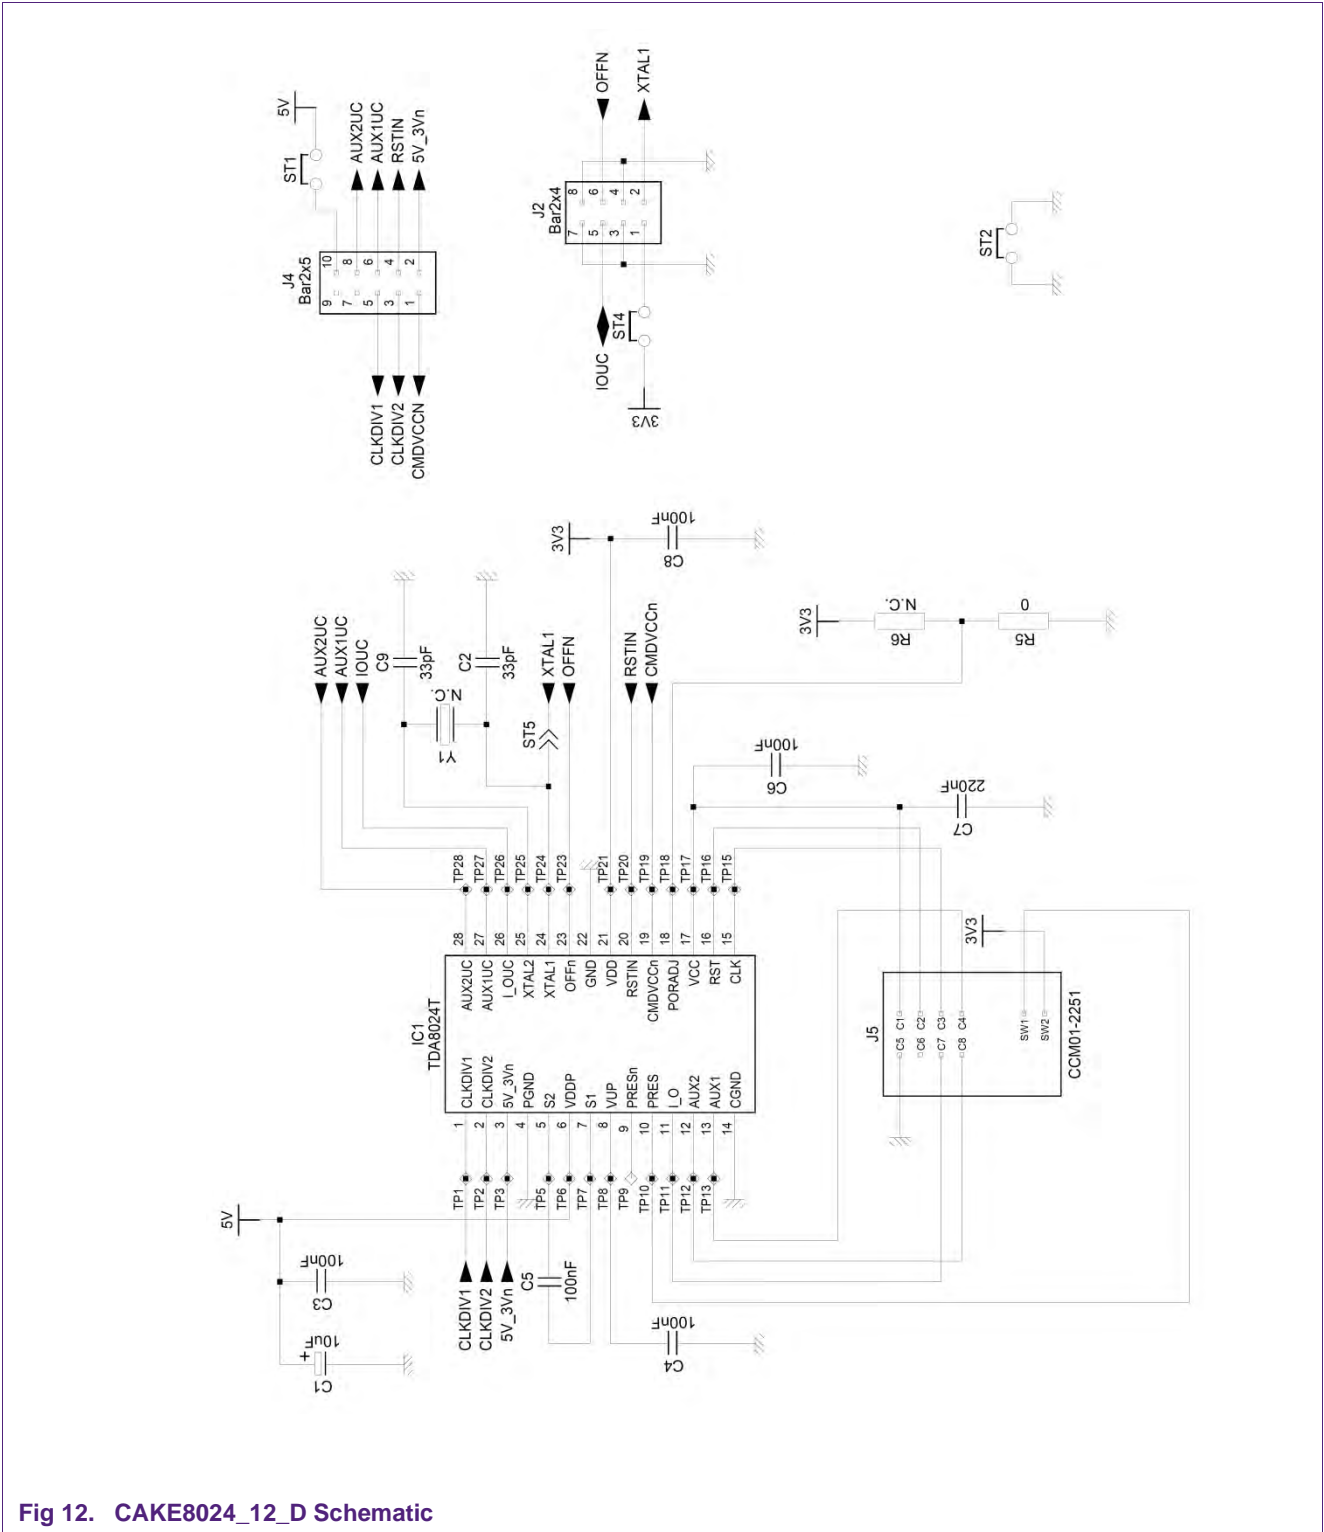 5V
ST1
AUX2UC
AUX1UC
RSTIN
5V_3Vn
J4
Bar2x5
10
8
6
4
2
9
7
5
3
1
CLKDIV1
CLKDIV2
CMDVCCN
OFFN
XTAL1
J2
Bar2x4
8
6
4
2
7
5
3
1
IOUC
ST4
3V3
ST2
3V3
100nF
C8
AUX2UC
AUX1UC
IOUC
C9
33pF
C2
33pF
N.C.
Y1
XTAL1
OFFN
ST5
RSTIN
CMDVCCn
3V3
N.C.
R6
0
R5
100nF
C6
220nF
C7
TP28
TP27
TP26
TP25
TP24
TP23
TP21
TP20
TP19
TP18
TP17
TP16
TP15
28
27
26
25
24
23
22
21
20
19
18
17
16
15
IC1
TDA8024T
AUX2UC
AUX1UC
I_OUC
XTAL2
XTAL1
OFFn
GND
VDD
RSTIN
CMDVCCn
PORADJ
VCC
RST
CLK
CLKDIV1
CLKDIV2
5V_3Vn
PGND
S2
VDDP
S1
VUP
PRESn
PRES
I_O
AUX2
AUX1
CGND
1
2
3
4
5
6
7
8
9
10
11
12
13
14
TP1
TP2
TP3
TP5
TP6
TP7
TP8
TP9
TP10
TP11
TP12
TP13
3V3
J5
C5 C1
C6 C2
C7 C3
C8 C4
SW1
SW2
CCM01-2251
5V
100nF
C3
10uF
+
C1
CLKDIV1
CLKDIV2
5V_3Vn
C5
100nF
100nF
C4
Fig 12. CAKE8024_12_D Schematic